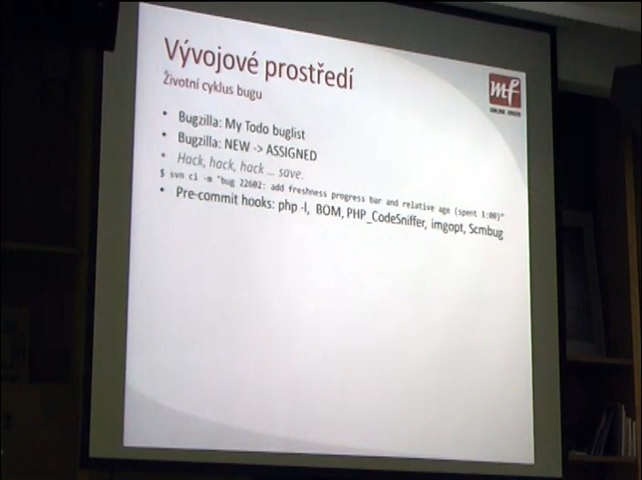 Vývojové prostředí
Životní cyklus bugu
mf
• Bugzilla: My Todo buglist
• Bugzilla: NEW -> ASSIGNED
• Hack, hack, hack ... save.
$ svn ci -m "bug 22602: add freshness progress bar and relative age (spent 1:00)"
• Pre-commit hooks: php -l, BOM, PHP_CodeSniffer, imgopt, Scmbug